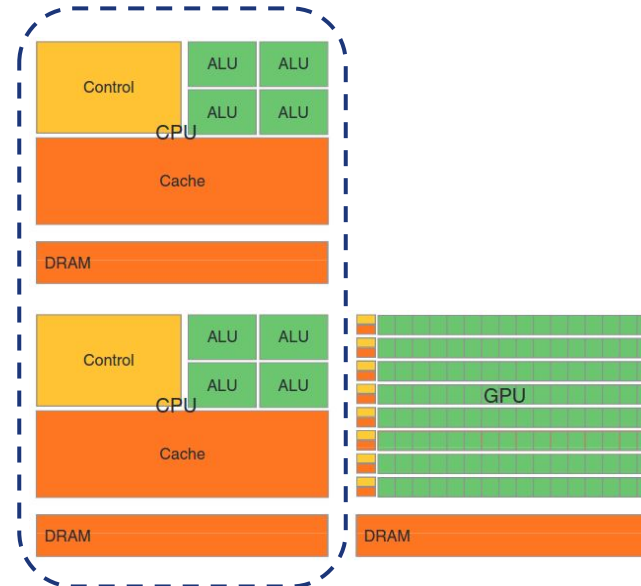 ALU ALU
Control
ALU ALU
CPU
Cache
DRAM
ALU ALU
Control
ALU ALU
CPU
Cache
DRAM
GPU
DRAM